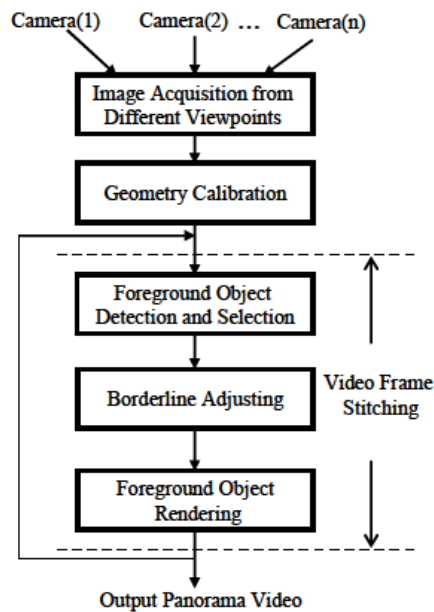 Camera(1) Camera(2) ... Camera(n)
Image Acquisition from
Different Viewpoints
Geometry Calibration
Foreground Object
Detection and Selection
Borderline Adjusting
Video Frame
Stitching
Foreground Object
Rendering
Output Panorama Video